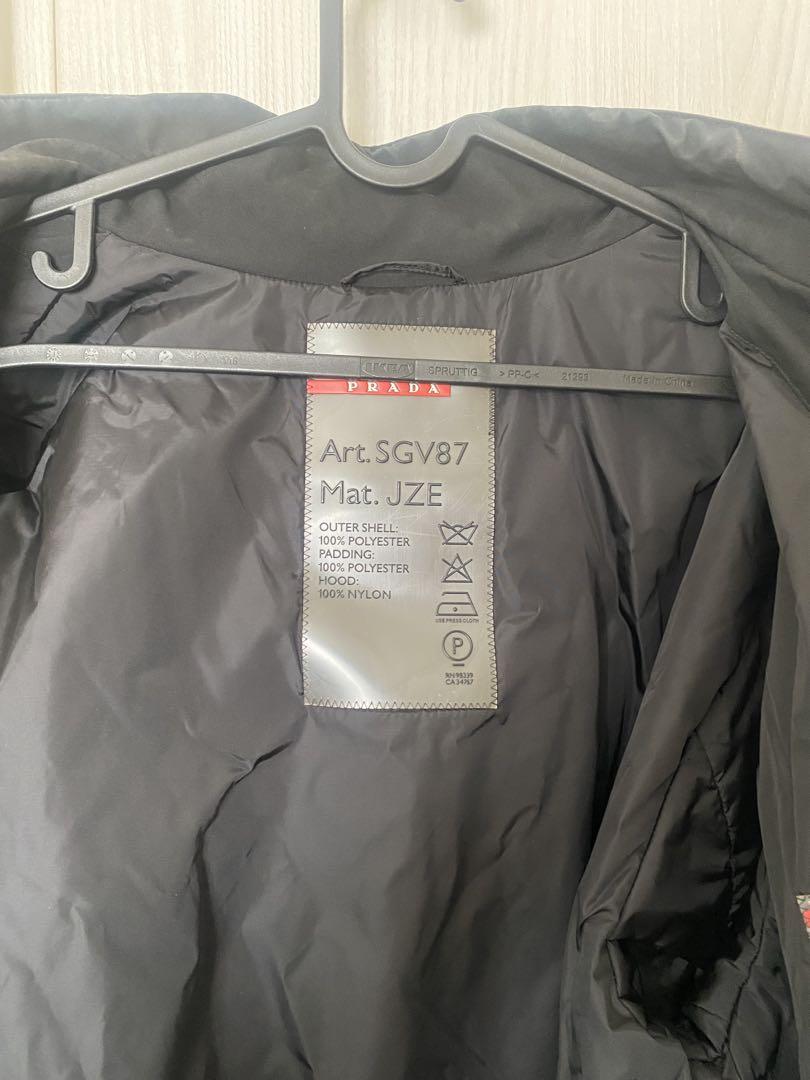 IKEA SPRUTTIG >PP-C< 21293 Made in China
PRADA
Art. SGV87
Mat. JZE
OUTER SHELL:
100% POLYESTER
PADDING:
100% POLYESTER
HOOD:
100% NYLON
USE PRESS CLOTH
P
RN 98339
CA 34767